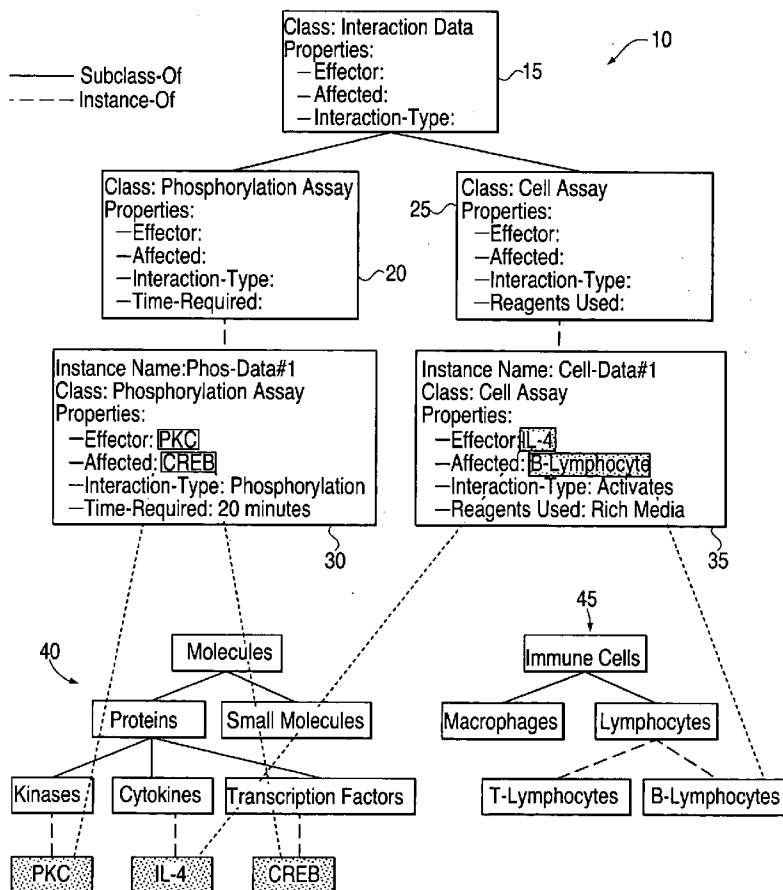 Class: Interaction Data
Properties:
—Effector:
—Affected:
—Interaction-Type:
15
10
Subclass-Of
Instance-Of
Class: Phosphorylation Assay
Properties:
—Effector:
—Affected:
—Interaction-Type:
—Time-Required:
20
25
Class: Cell Assay
Properties:
—Effector:
—Affected:
—Interaction-Type:
—Reagents Used:
Instance Name:Phos-Data#1
Class: Phosphorylation Assay
Properties:
—Effector: PKC
—Affected: CREB
—Interaction-Type: Phosphorylation
—Time-Required: 20 minutes
30
Instance Name: Cell-Data#1
Class: Cell Assay
Properties:
—Effector: IL-4
—Affected: B-Lymphocyte
—Interaction-Type: Activates
—Reagents Used: Rich Media
35
40
Molecules
Proteins
Small Molecules
Kinases
Cytokines
Transcription Factors
PKC
IL-4
CREB
45
Immune Cells
Macrophages
Lymphocytes
T-Lymphocytes
B-Lymphocytes